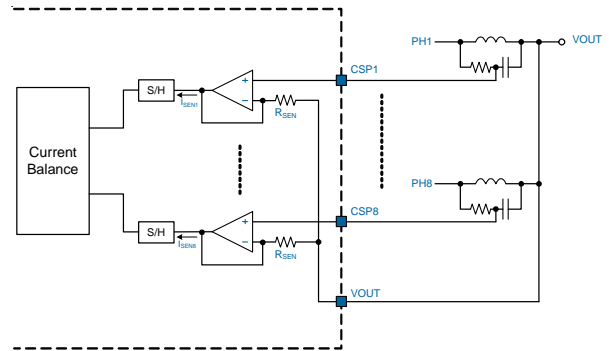 PH1
VOUT
CSP1
S/H
+
−
ISEN1
RSEN
Current
Balance
PH8
CSP8
S/H
+
−
ISEN8
RSEN
VOUT